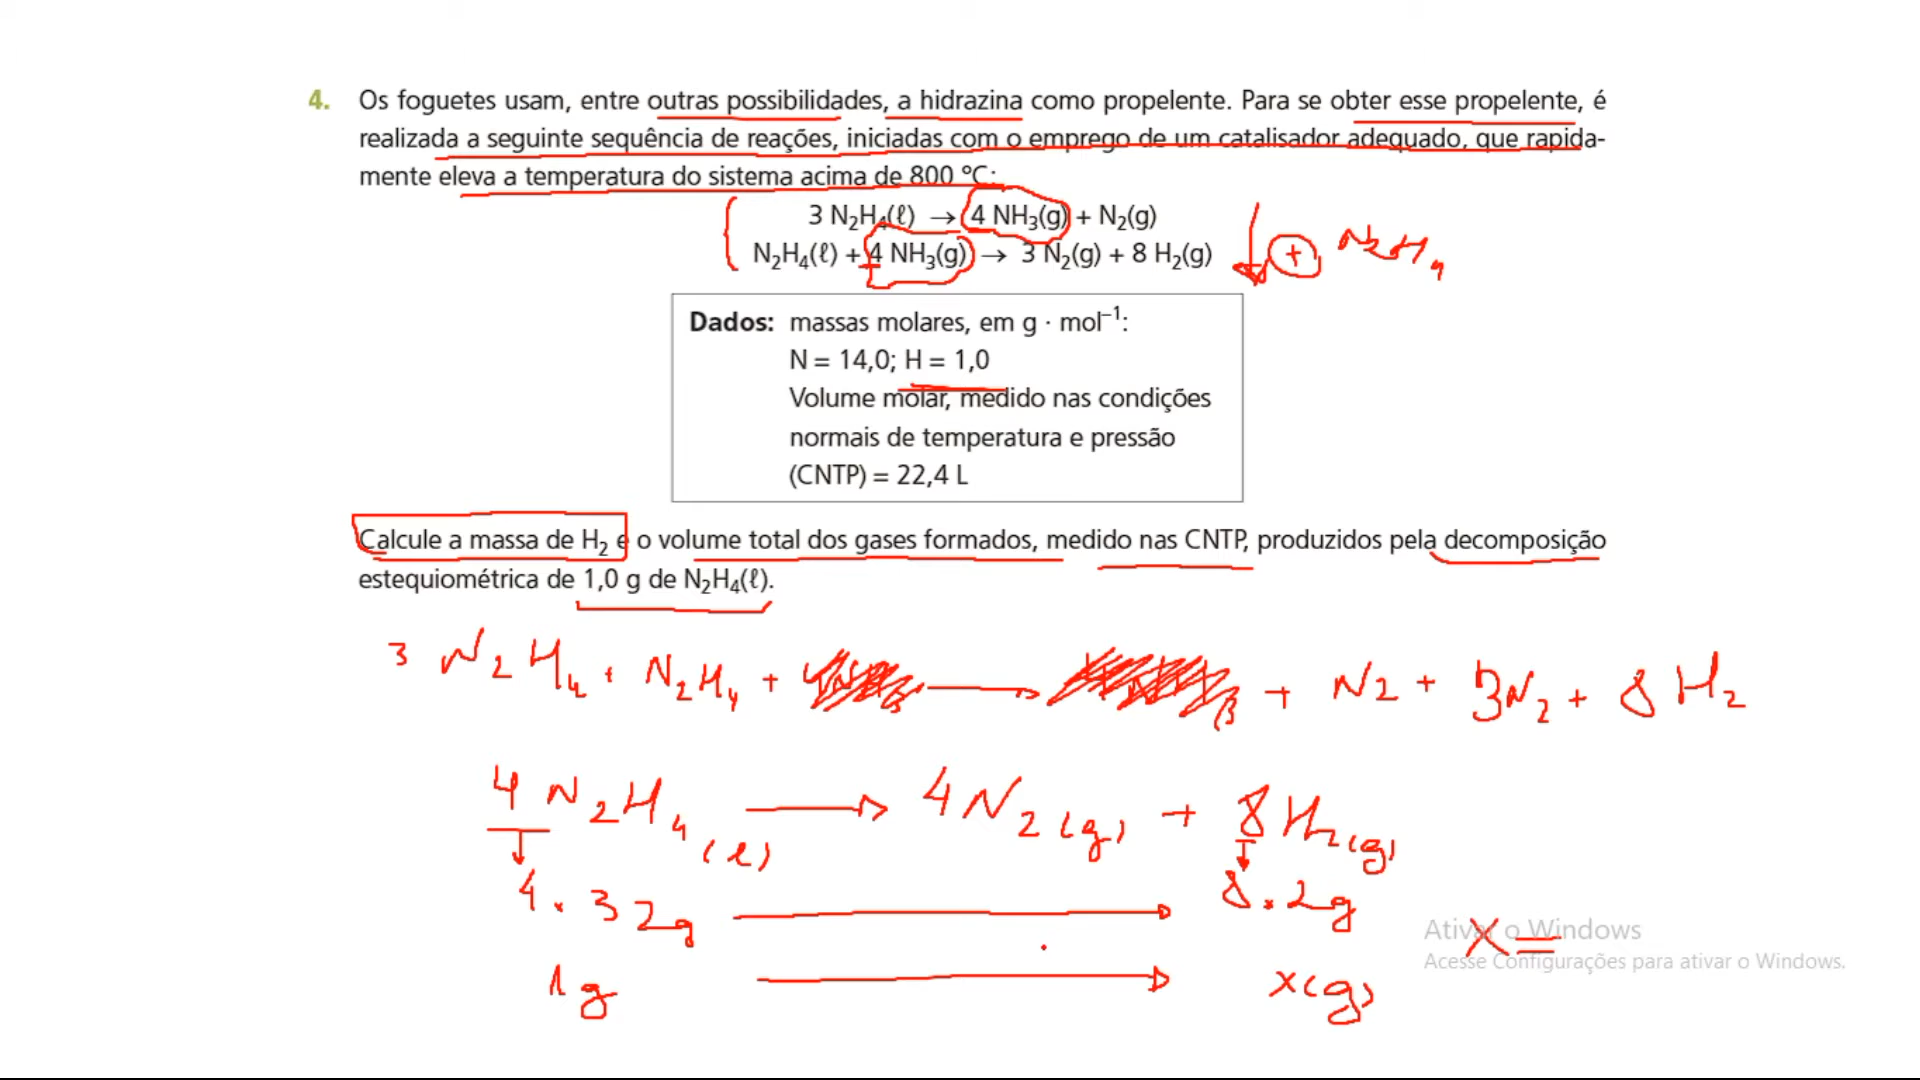 4. Os foguetes usam, entre outras possibilidades, a hidrazina como propelente. Para se obter esse propelente, é
realizada a seguinte sequência de reações, iniciadas com o emprego de um catalisador adequado, que rapida-
mente eleva a temperatura do sistema acima de 800 °C:
3 N₂H₄(ℓ) → 4 NH₃(g) + N₂(g)
N₂H₄(ℓ) + 4 NH₃(g) → 3 N₂(g) + 8 H₂(g)
+ N₂H₄
Dados: massas molares, em g · mol⁻¹:
N = 14,0; H = 1,0
Volume molar, medido nas condições
normais de temperatura e pressão
(CNTP) = 22,4 L
Calcule a massa de H₂ e o volume total dos gases formados, medido nas CNTP, produzidos pela decomposição
estequiométrica de 1,0 g de N₂H₄(ℓ).
3 N₂H₄ + N₂H₄ + → + N₂ + 3N₂ + 8 H₂
4 N₂H₄(l) → 4 N₂(g) + 8 H₂(g)
4 . 32g → 8 . 2g
Ativar o Windows
x =
Acesse Configurações para ativar o Windows.
1g → x(g)